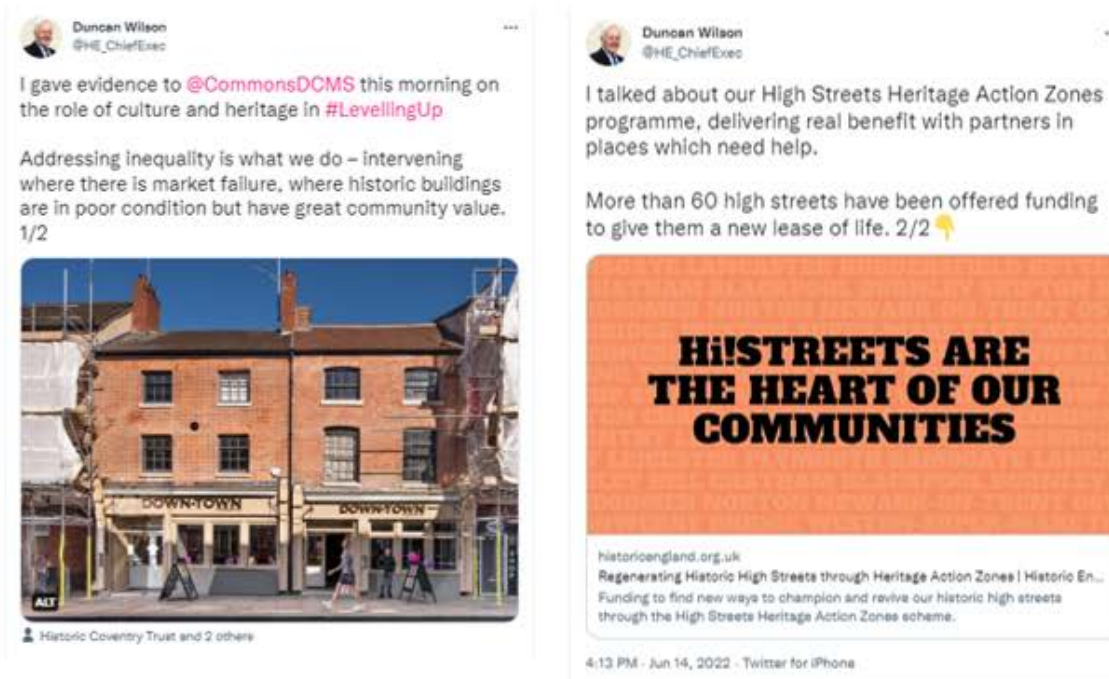 Duncan Wilson
@HE_ChiefExec
I gave evidence to @CommonsDCMS this morning on
the role of culture and heritage in #LevellingUp
Addressing inequality is what we do – intervening
where there is market failure, where historic buildings
are in poor condition but have great community value.
1/2
DOWN-TOWN
DOWN-TOWN
ALT
Historic Coventry Trust and 2 others
Duncan Wilson
@HE_ChiefExec
I talked about our High Streets Heritage Action Zones
programme, delivering real benefit with partners in
places which need help.
More than 60 high streets have been offered funding
to give them a new lease of life. 2/2👇
Hi!STREETS ARE
THE HEART OF OUR
COMMUNITIES
historicengland.org.uk
Regenerating Historic High Streets through Heritage Action Zones | Historic En...
Funding to find new ways to champion and revive our historic high streets
through the High Streets Heritage Action Zones scheme.
4:13 PM · Jun 14, 2022 · Twitter for iPhone